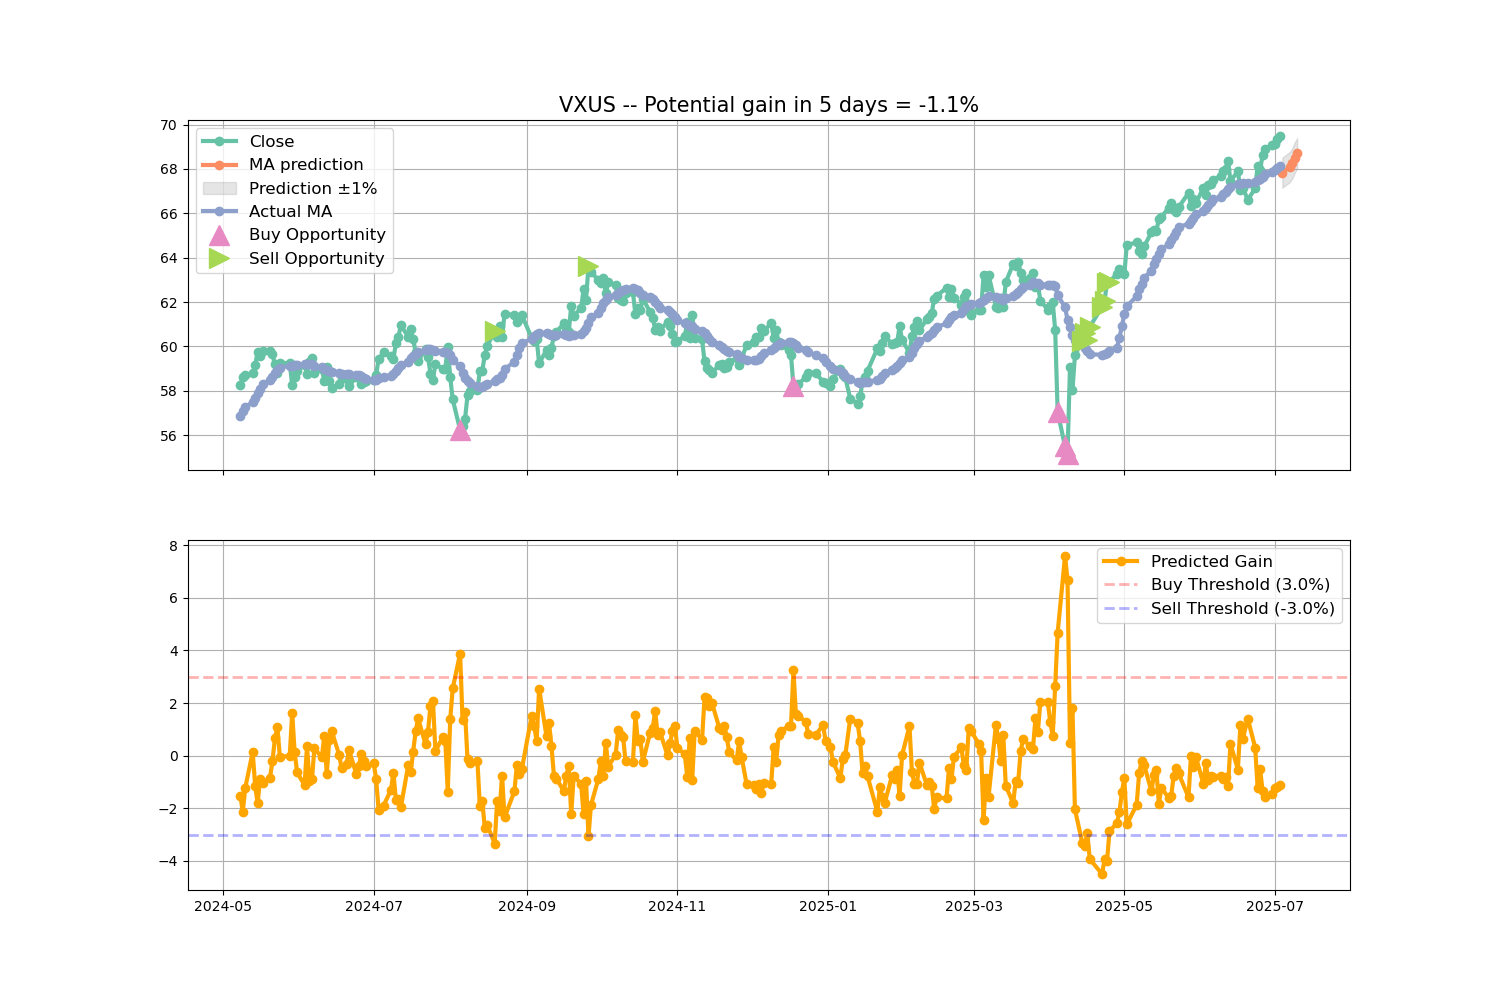 VXUS -- Potential gain in 5 days = -1.1%
70
68
66
64
62
60
58
56
Close
MA prediction
Prediction ±1%
Actual MA
Buy Opportunity
Sell Opportunity
8
6
4
2
0
−2
−4
Predicted Gain
Buy Threshold (3.0%)
Sell Threshold (-3.0%)
2024-05
2024-07
2024-09
2024-11
2025-01
2025-03
2025-05
2025-07